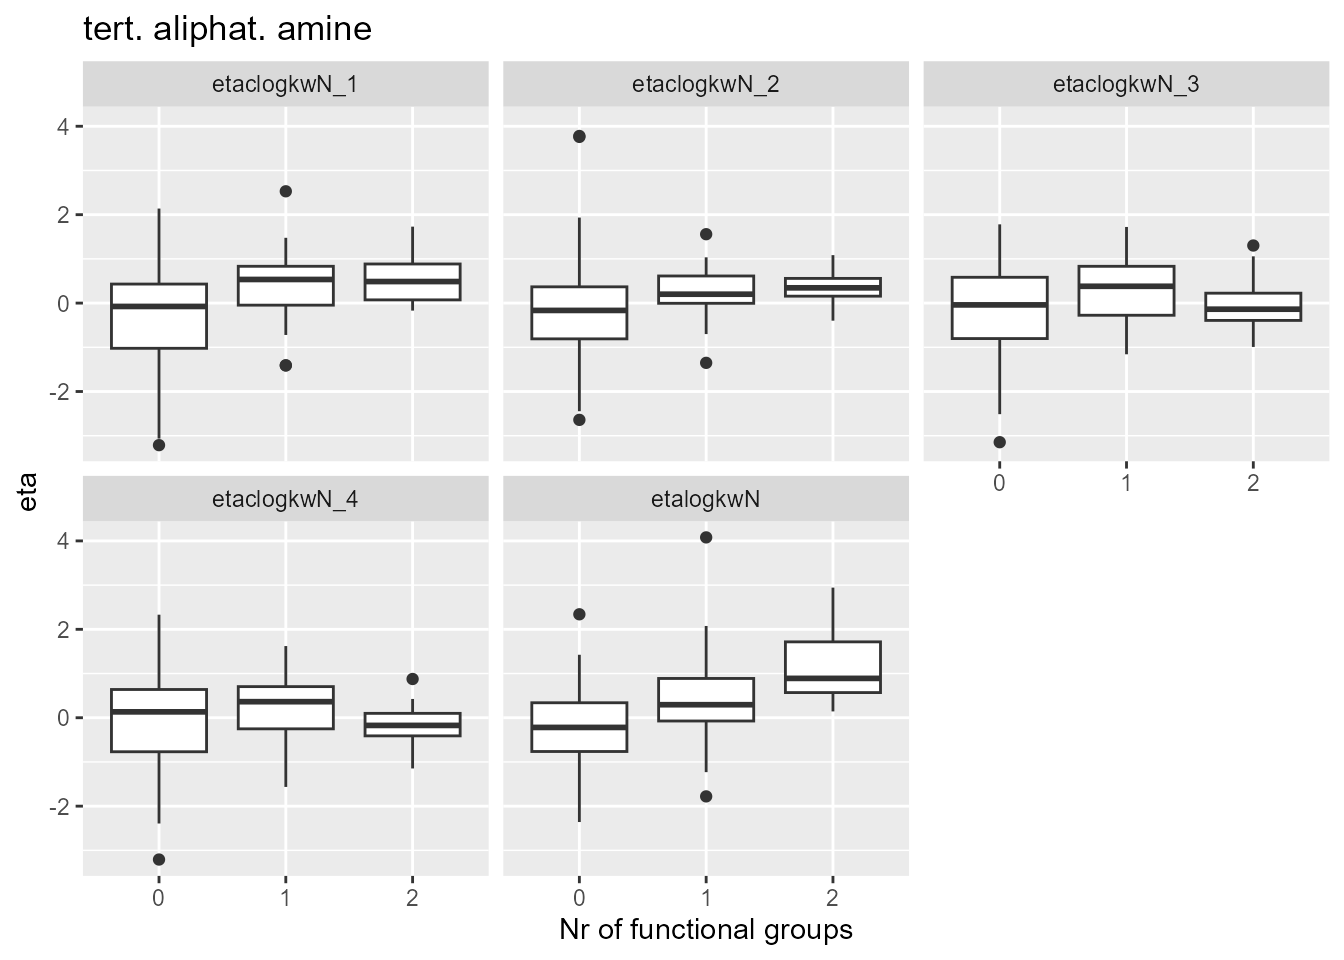 tert. aliphat. amine
etaclogkwN_1
etaclogkwN_2
etaclogkwN_3
4
2
0
-2
0
1
2
eta
etaclogkwN_4
etalogkwN
4
2
0
-2
0
1
2
0
1
2
Nr of functional groups